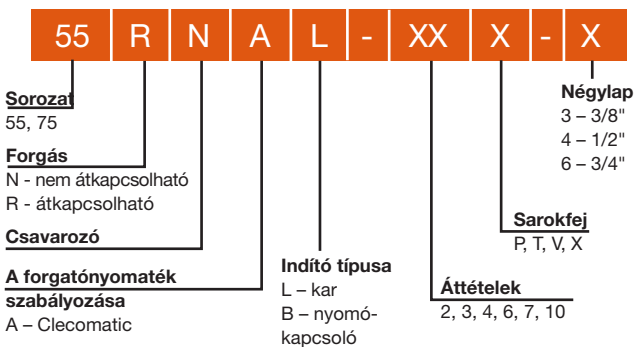 55 R N A L - XX X - X
Sorozat
55, 75
Forgás
N - nem átkapcsolható
R - átkapcsolható
Csavarozó
A forgatónyomaték
szabályozása
A – Clecomatic
Indító típusa
L – kar
B – nyomó-
kapcsoló
Áttételek
2, 3, 4, 6, 7, 10
Sarokfej
P, T, V, X
Négylap
3 – 3/8"
4 – 1/2"
6 – 3/4"